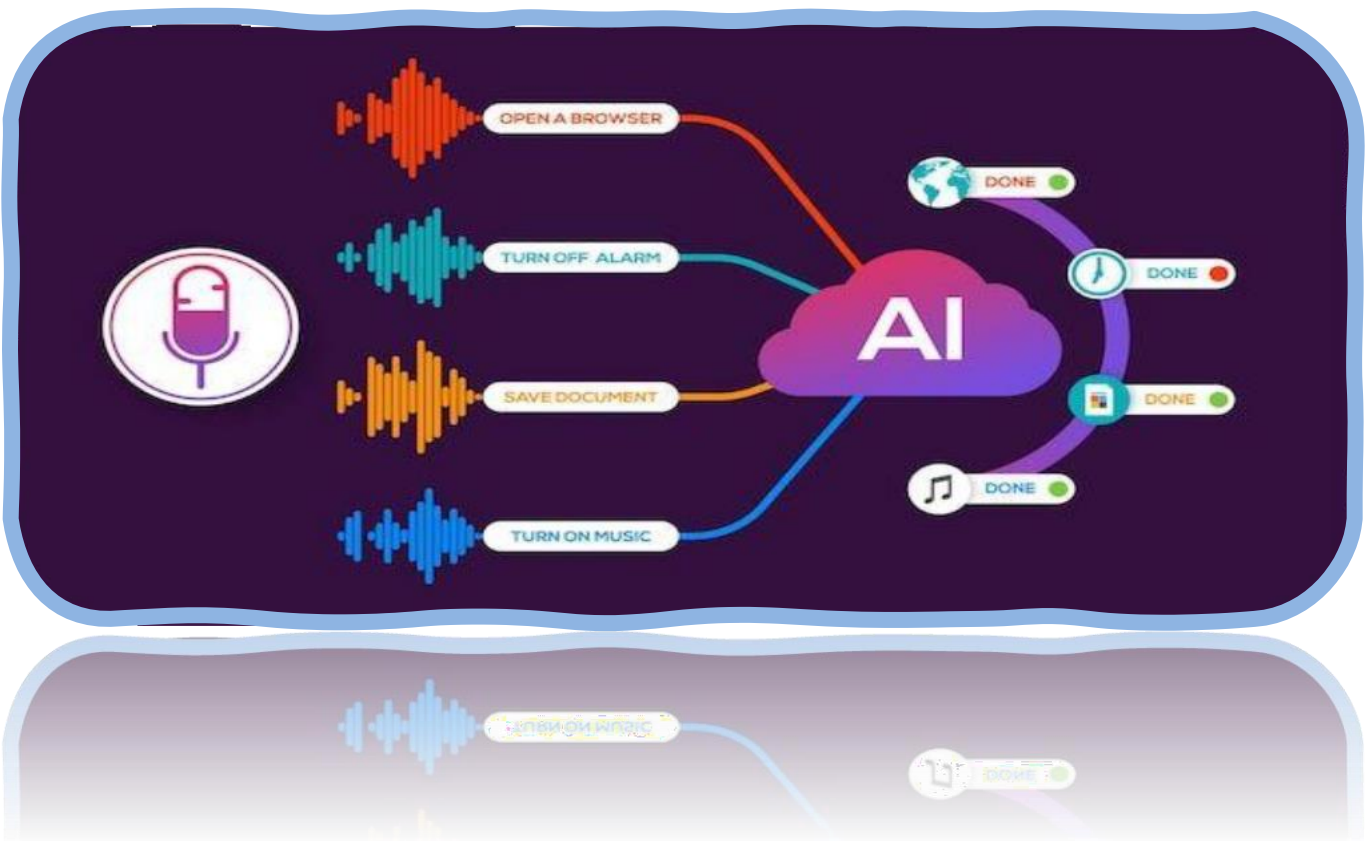 OPEN A BROWSER
TURN OFF ALARM
SAVE DOCUMENT
TURN ON MUSIC
AI
DONE
DONE
DONE
DONE